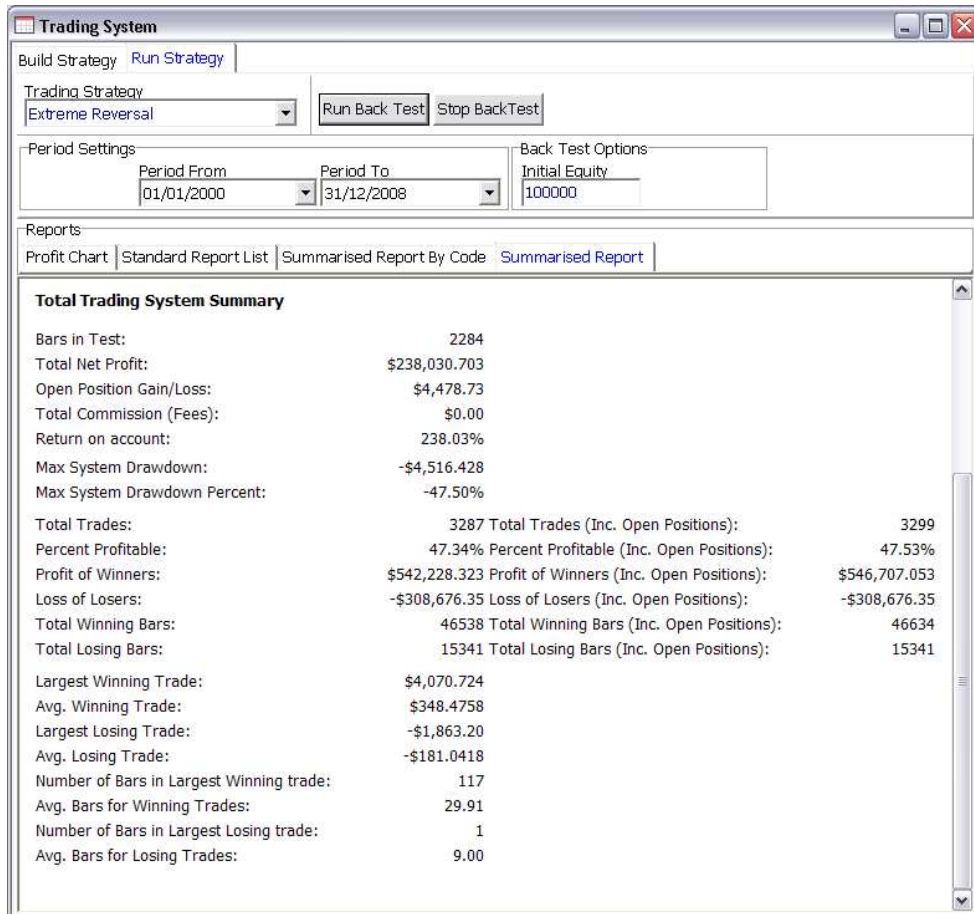 Trading System
Build Strategy Run Strategy
Trading Strategy
Extreme Reversal Run Back Test Stop BackTest
Period Settings Back Test Options
Period From Period To Initial Equity
01/01/2000 31/12/2008 100000
Reports
Profit Chart Standard Report List Summarised Report By Code Summarised Report
Total Trading System Summary
Bars in Test: 2284
Total Net Profit: $238,030.703
Open Position Gain/Loss: $4,478.73
Total Commission (Fees): $0.00
Return on account: 238.03%
Max System Drawdown: -$4,516.428
Max System Drawdown Percent: -47.50%
Total Trades: 3287 Total Trades (Inc. Open Positions): 3299
Percent Profitable: 47.34% Percent Profitable (Inc. Open Positions): 47.53%
Profit of Winners: $542,228.323 Profit of Winners (Inc. Open Positions): $546,707.053
Loss of Losers: -$308,676.35 Loss of Losers (Inc. Open Positions): -$308,676.35
Total Winning Bars: 46538 Total Winning Bars (Inc. Open Positions): 46634
Total Losing Bars: 15341 Total Losing Bars (Inc. Open Positions): 15341
Largest Winning Trade: $4,070.724
Avg. Winning Trade: $348.4758
Largest Losing Trade: -$1,863.20
Avg. Losing Trade: -$181.0418
Number of Bars in Largest Winning trade: 117
Avg. Bars for Winning Trades: 29.91
Number of Bars in Largest Losing trade: 1
Avg. Bars for Losing Trades: 9.00